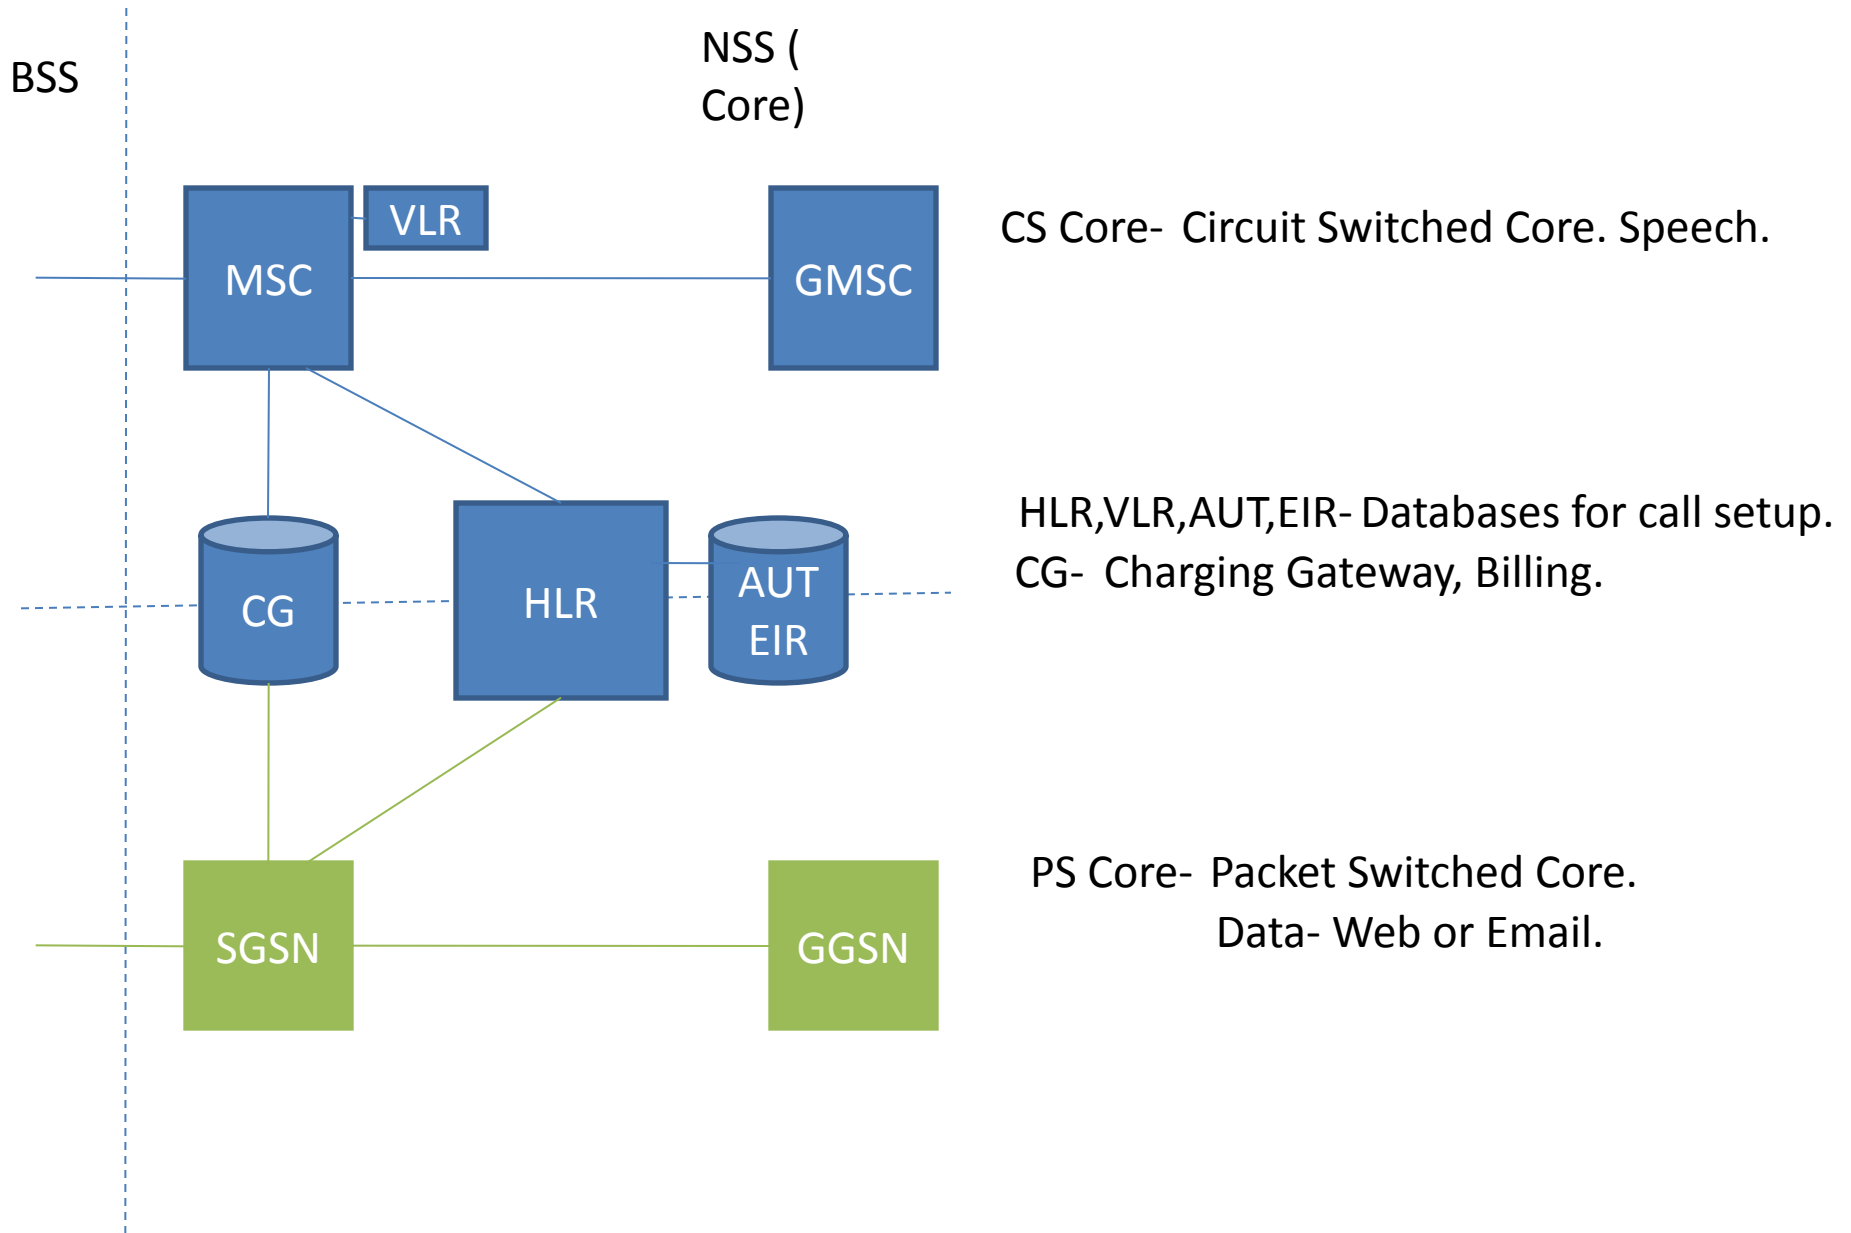 BSS
NSS (
Core)
VLR
MSC
GMSC
CS Core- Circuit Switched Core. Speech.
CG
HLR
AUT
EIR
HLR,VLR,AUT,EIR- Databases for call setup.
CG- Charging Gateway, Billing.
SGSN
GGSN
PS Core- Packet Switched Core.
Data- Web or Email.